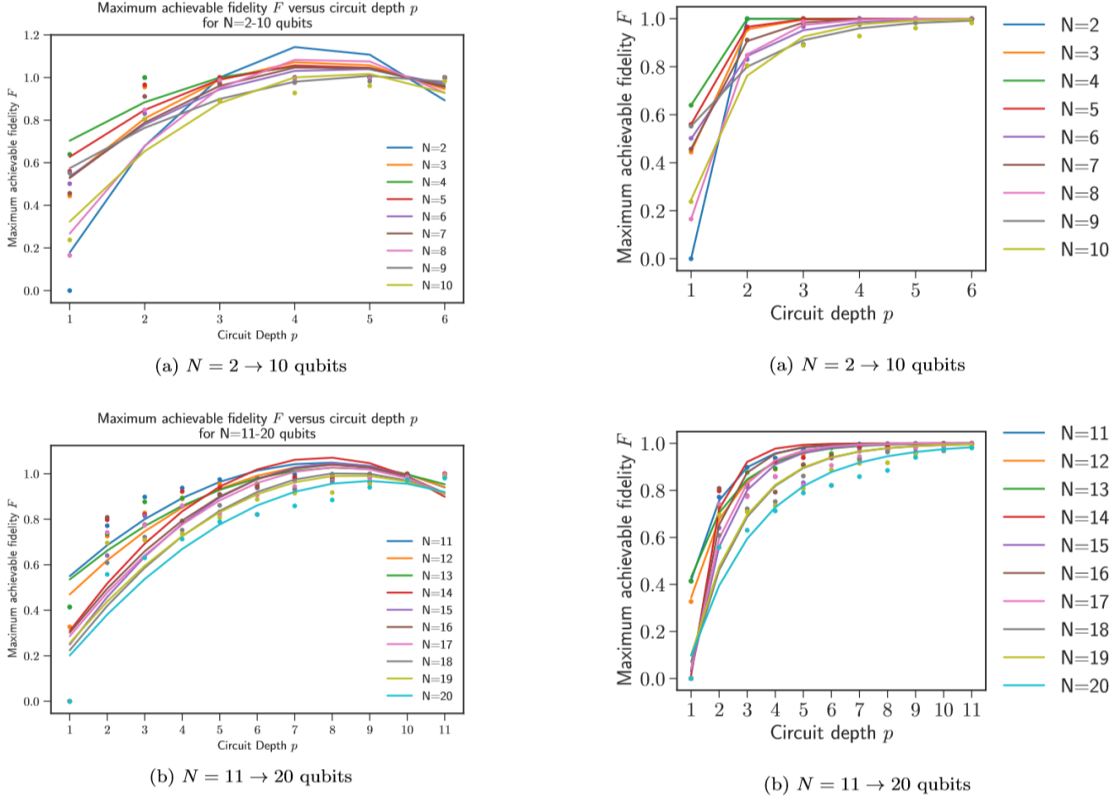 Maximum achievable fidelity F versus circuit depth p
for N=2-10 qubits
Maximum achievable fidelity F
1.2
1.0
0.8
0.6
0.4
0.2
0.0
N=2
N=3
N=4
N=5
N=6
N=7
N=8
N=9
N=10
1 2 3 4 5 6
Circuit Depth p
(a) N = 2 → 10 qubits
Maximum achievable fidelity F
1.0
0.8
0.6
0.4
0.2
0.0
1 2 3 4 5 6
Circuit depth p
N=2
N=3
N=4
N=5
N=6
N=7
N=8
N=9
N=10
(a) N = 2 → 10 qubits
Maximum achievable fidelity F versus circuit depth p
for N=11-20 qubits
Maximum achievable fidelity F
1.0
0.8
0.6
0.4
0.2
0.0
N=11
N=12
N=13
N=14
N=15
N=16
N=17
N=18
N=19
N=20
1 2 3 4 5 6 7 8 9 10 11
Circuit Depth p
(b) N = 11 → 20 qubits
Maximum achievable fidelity F
1.0
0.8
0.6
0.4
0.2
0.0
1 2 3 4 5 6 7 8 9 10 11
Circuit depth p
N=11
N=12
N=13
N=14
N=15
N=16
N=17
N=18
N=19
N=20
(b) N = 11 → 20 qubits